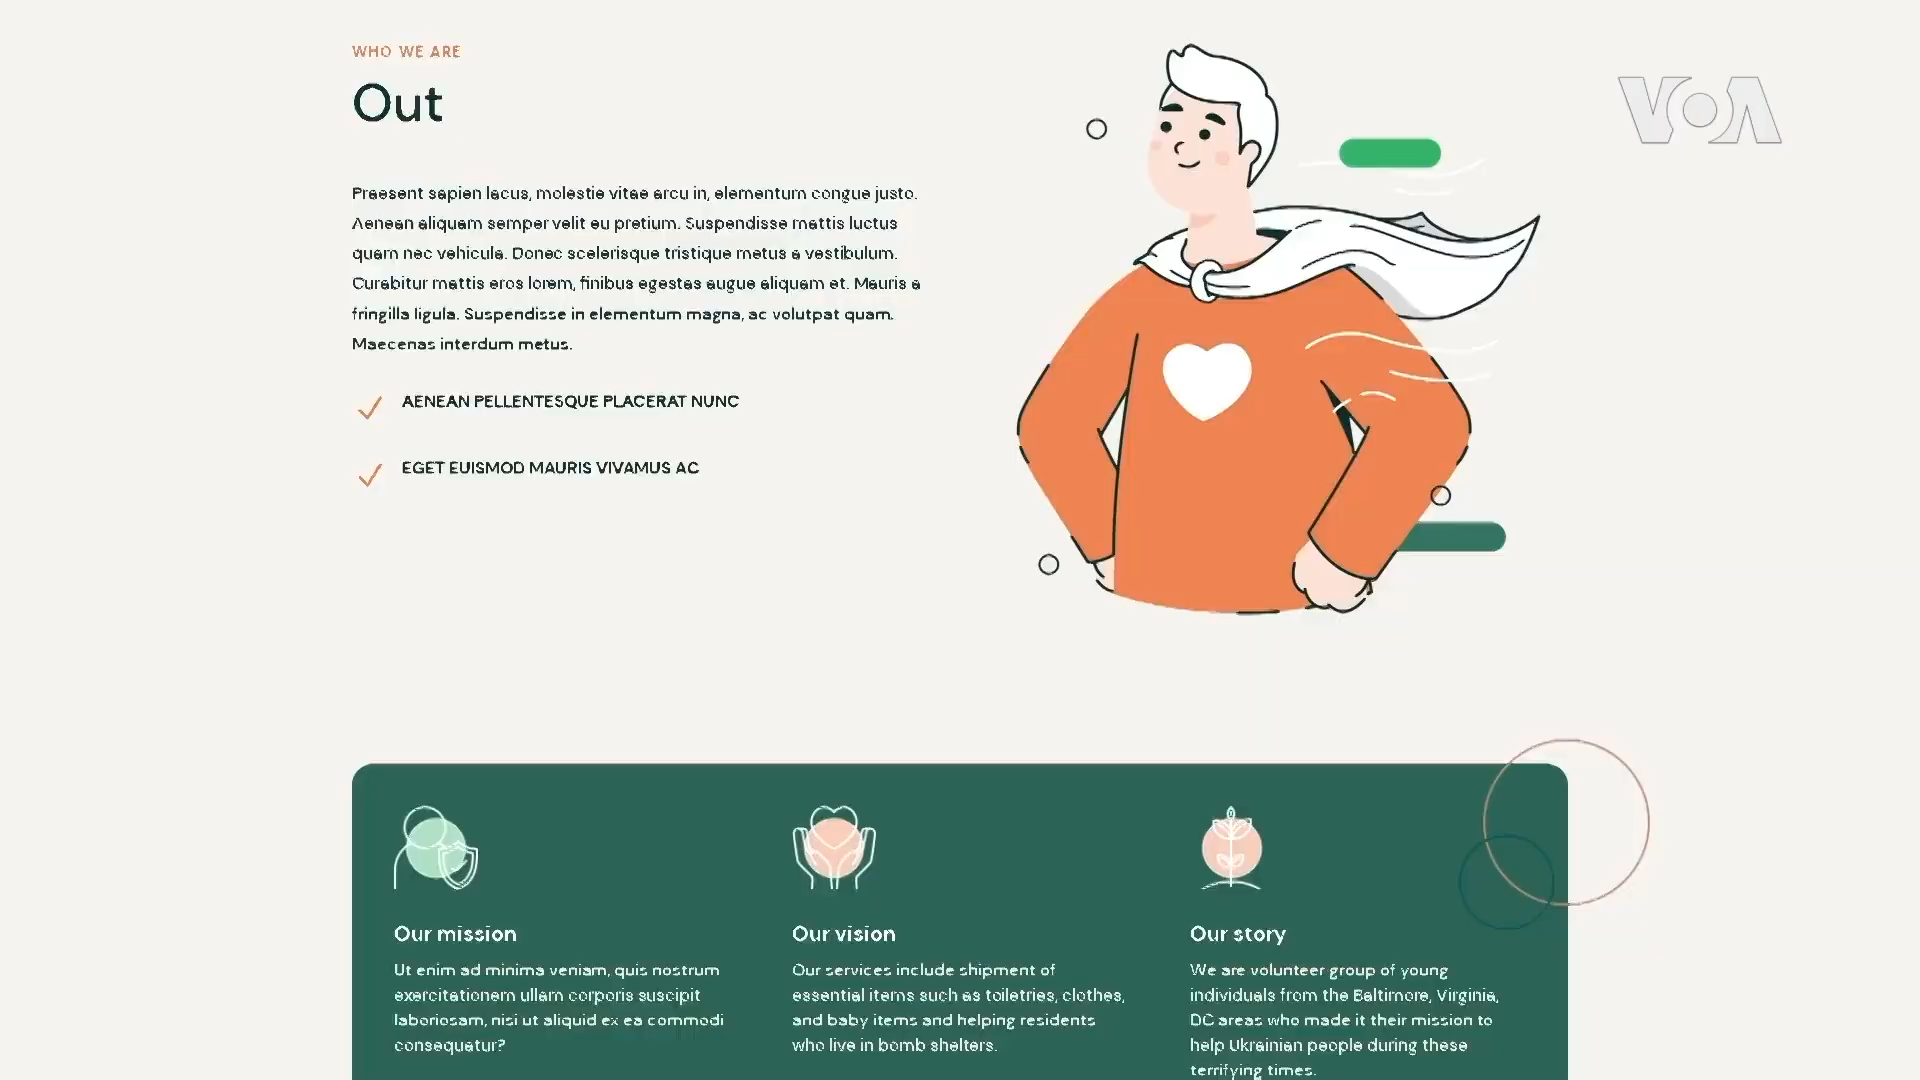 WHO WE ARE
Out
VOA
Praesent sapien lacus, molestie vitae arcu in, elementum congue justo.
Aenean aliquam semper velit eu pretium. Suspendisse mattis luctus
quam nec vehicula. Donec scelerisque tristique metus a vestibulum.
Curabitur mattis eros lorem, finibus egestas augue aliquam et. Mauris a
fringilla ligula. Suspendisse in elementum magna, ac volutpat quam.
Maecenas interdum metus.
AENEAN PELLENTESQUE PLACERAT NUNC
EGET EUISMOD MAURIS VIVAMUS AC
Our mission
Ut enim ad minima veniam, quis nostrum
exercitationem ullam corporis suscipit
laboriosam, nisi ut aliquid ex ea commodi
consequatur?
Our vision
Our services include shipment of
essential items such as toiletries, clothes,
and baby items and helping residents
who live in bomb shelters.
Our story
We are volunteer group of young
individuals from the Baltimore, Virginia,
DC areas who made it their mission to
help Ukrainian people during these
terrifying times.